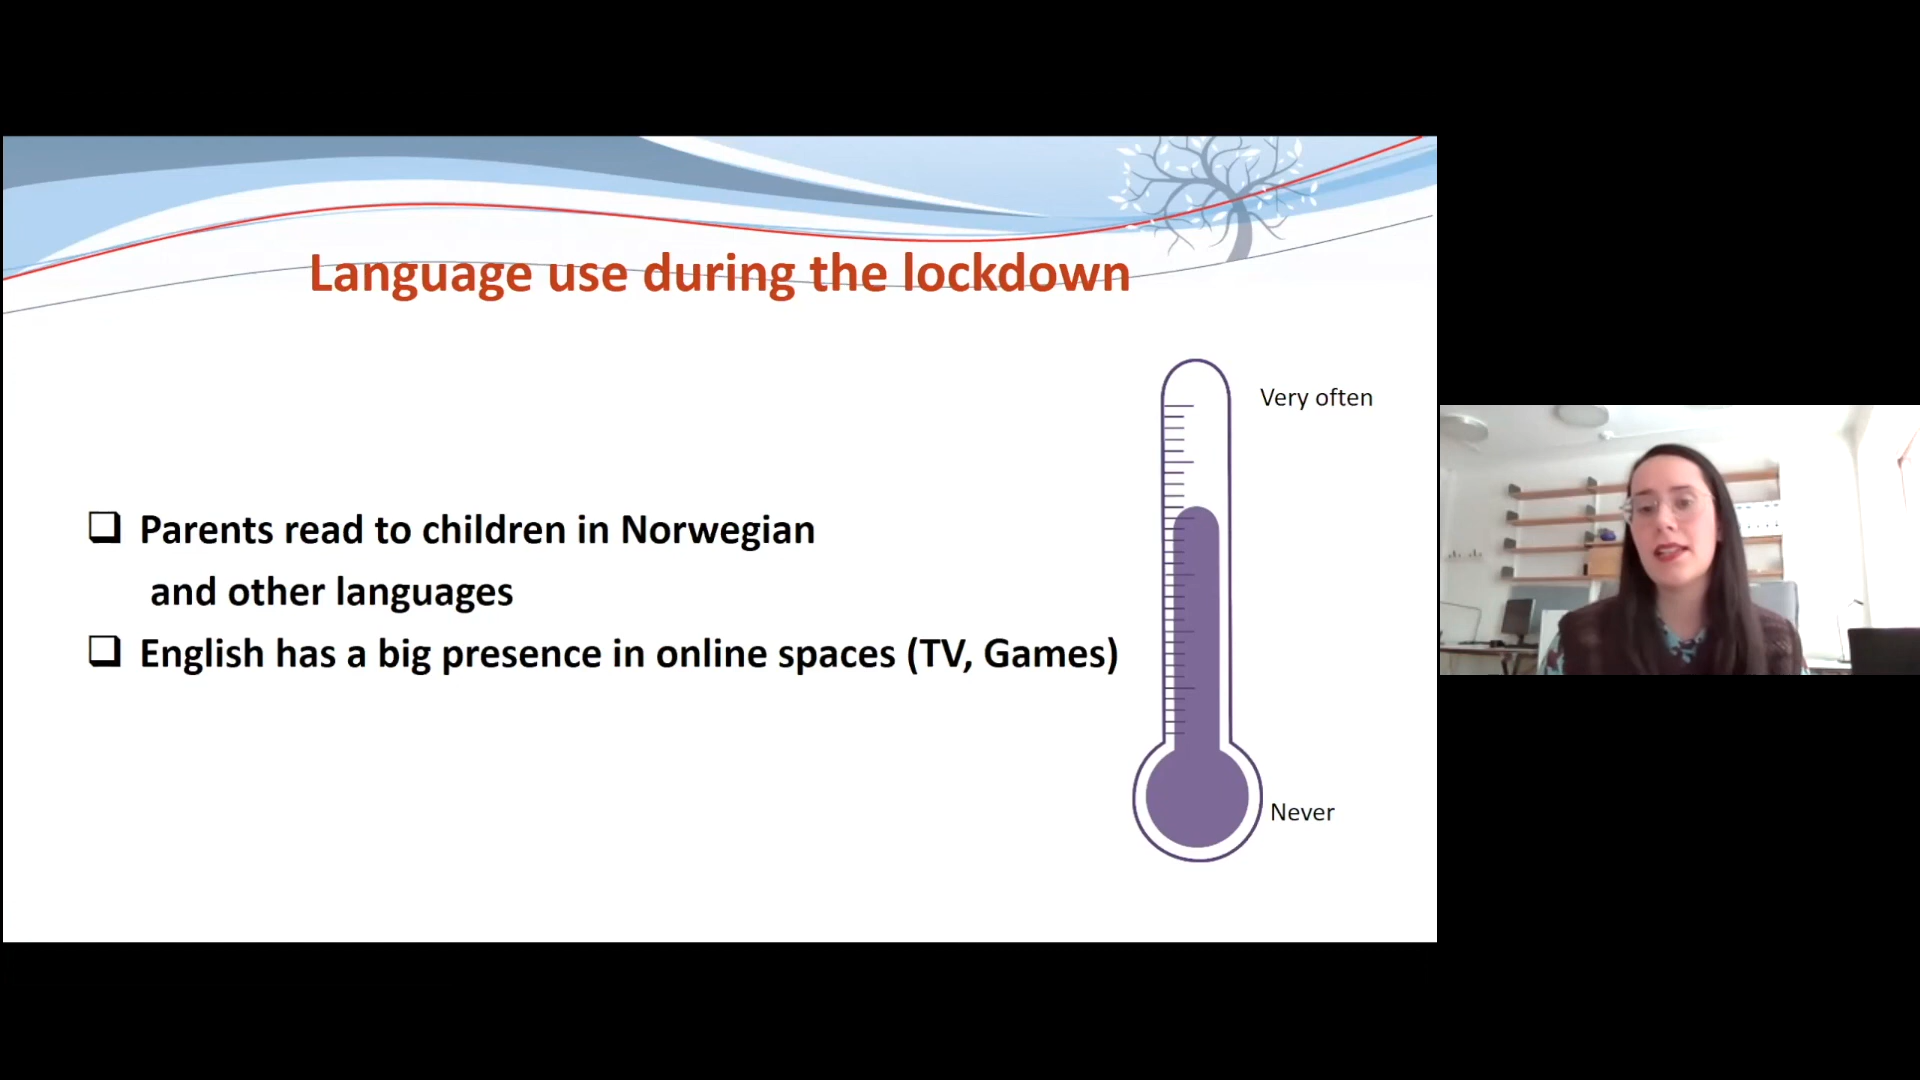 Language use during the lockdown
Very often
Parents read to children in Norwegian
and other languages
English has a big presence in online spaces (TV, Games)
Never